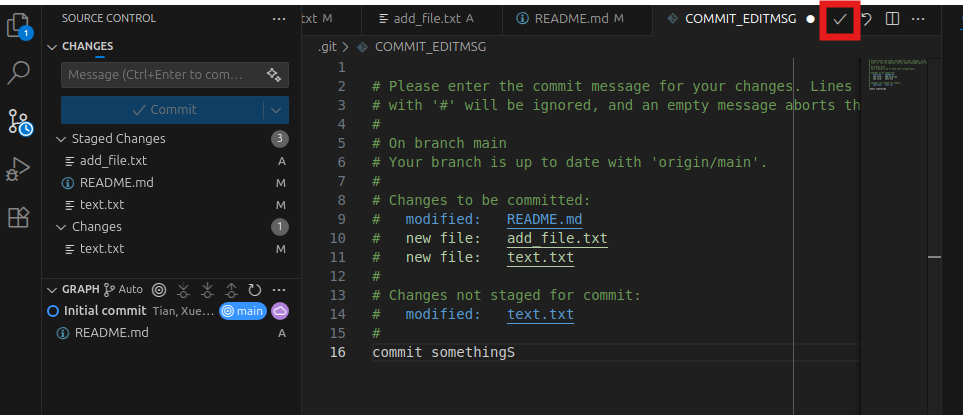 1
SOURCE CONTROL
xt
add_file.txt A
README.md M
COMMIT_EDITMSG
CHANGES
Message (Ctrl+Enter to com…
Commit
Staged Changes 3
add_file.txt A
README.md M
text.txt M
Changes 1
text.txt M
GRAPH Auto
Initial commit Tian, Xue… main
README.md A
.git > COMMIT_EDITMSG
1
2 # Please enter the commit message for your changes. Lines
3 # with '#' will be ignored, and an empty message aborts th
4 #
5 # On branch main
6 # Your branch is up to date with 'origin/main'.
7 #
8 # Changes to be committed:
9 # modified: README.md
10 # new file: add_file.txt
11 # new file: text.txt
12 #
13 # Changes not staged for commit:
14 # modified: text.txt
15 #
16 commit somethingS